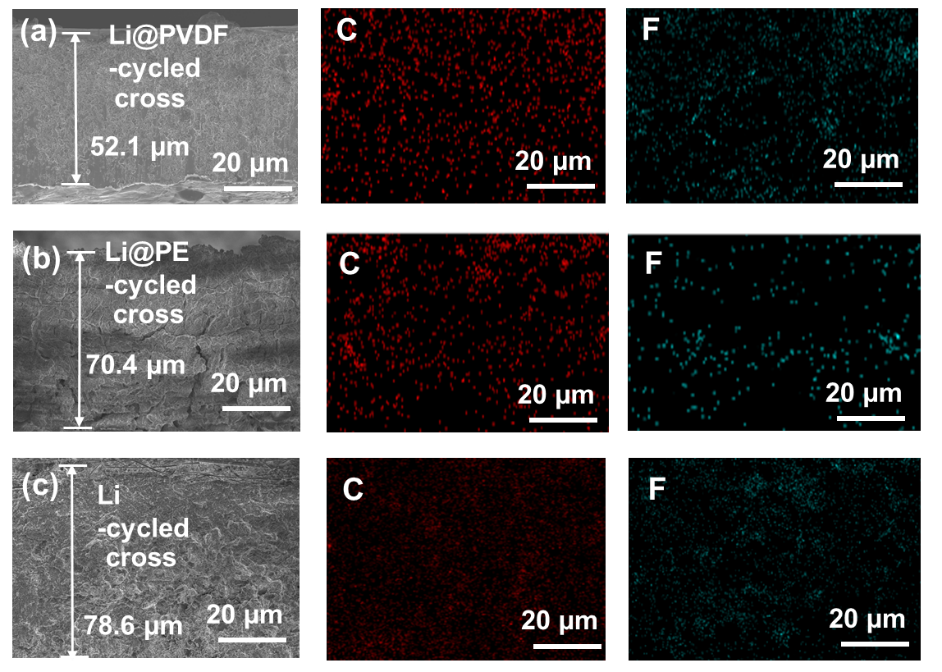 (a) Li@PVDF
-cycled
cross
52.1 μm
20 μm
C
20 μm
F
20 μm
(b) Li@PE
-cycled
cross
70.4 μm
20 μm
C
20 μm
F
20 μm
(c)
Li
-cycled
cross
78.6 μm
20 μm
C
20 μm
F
20 μm